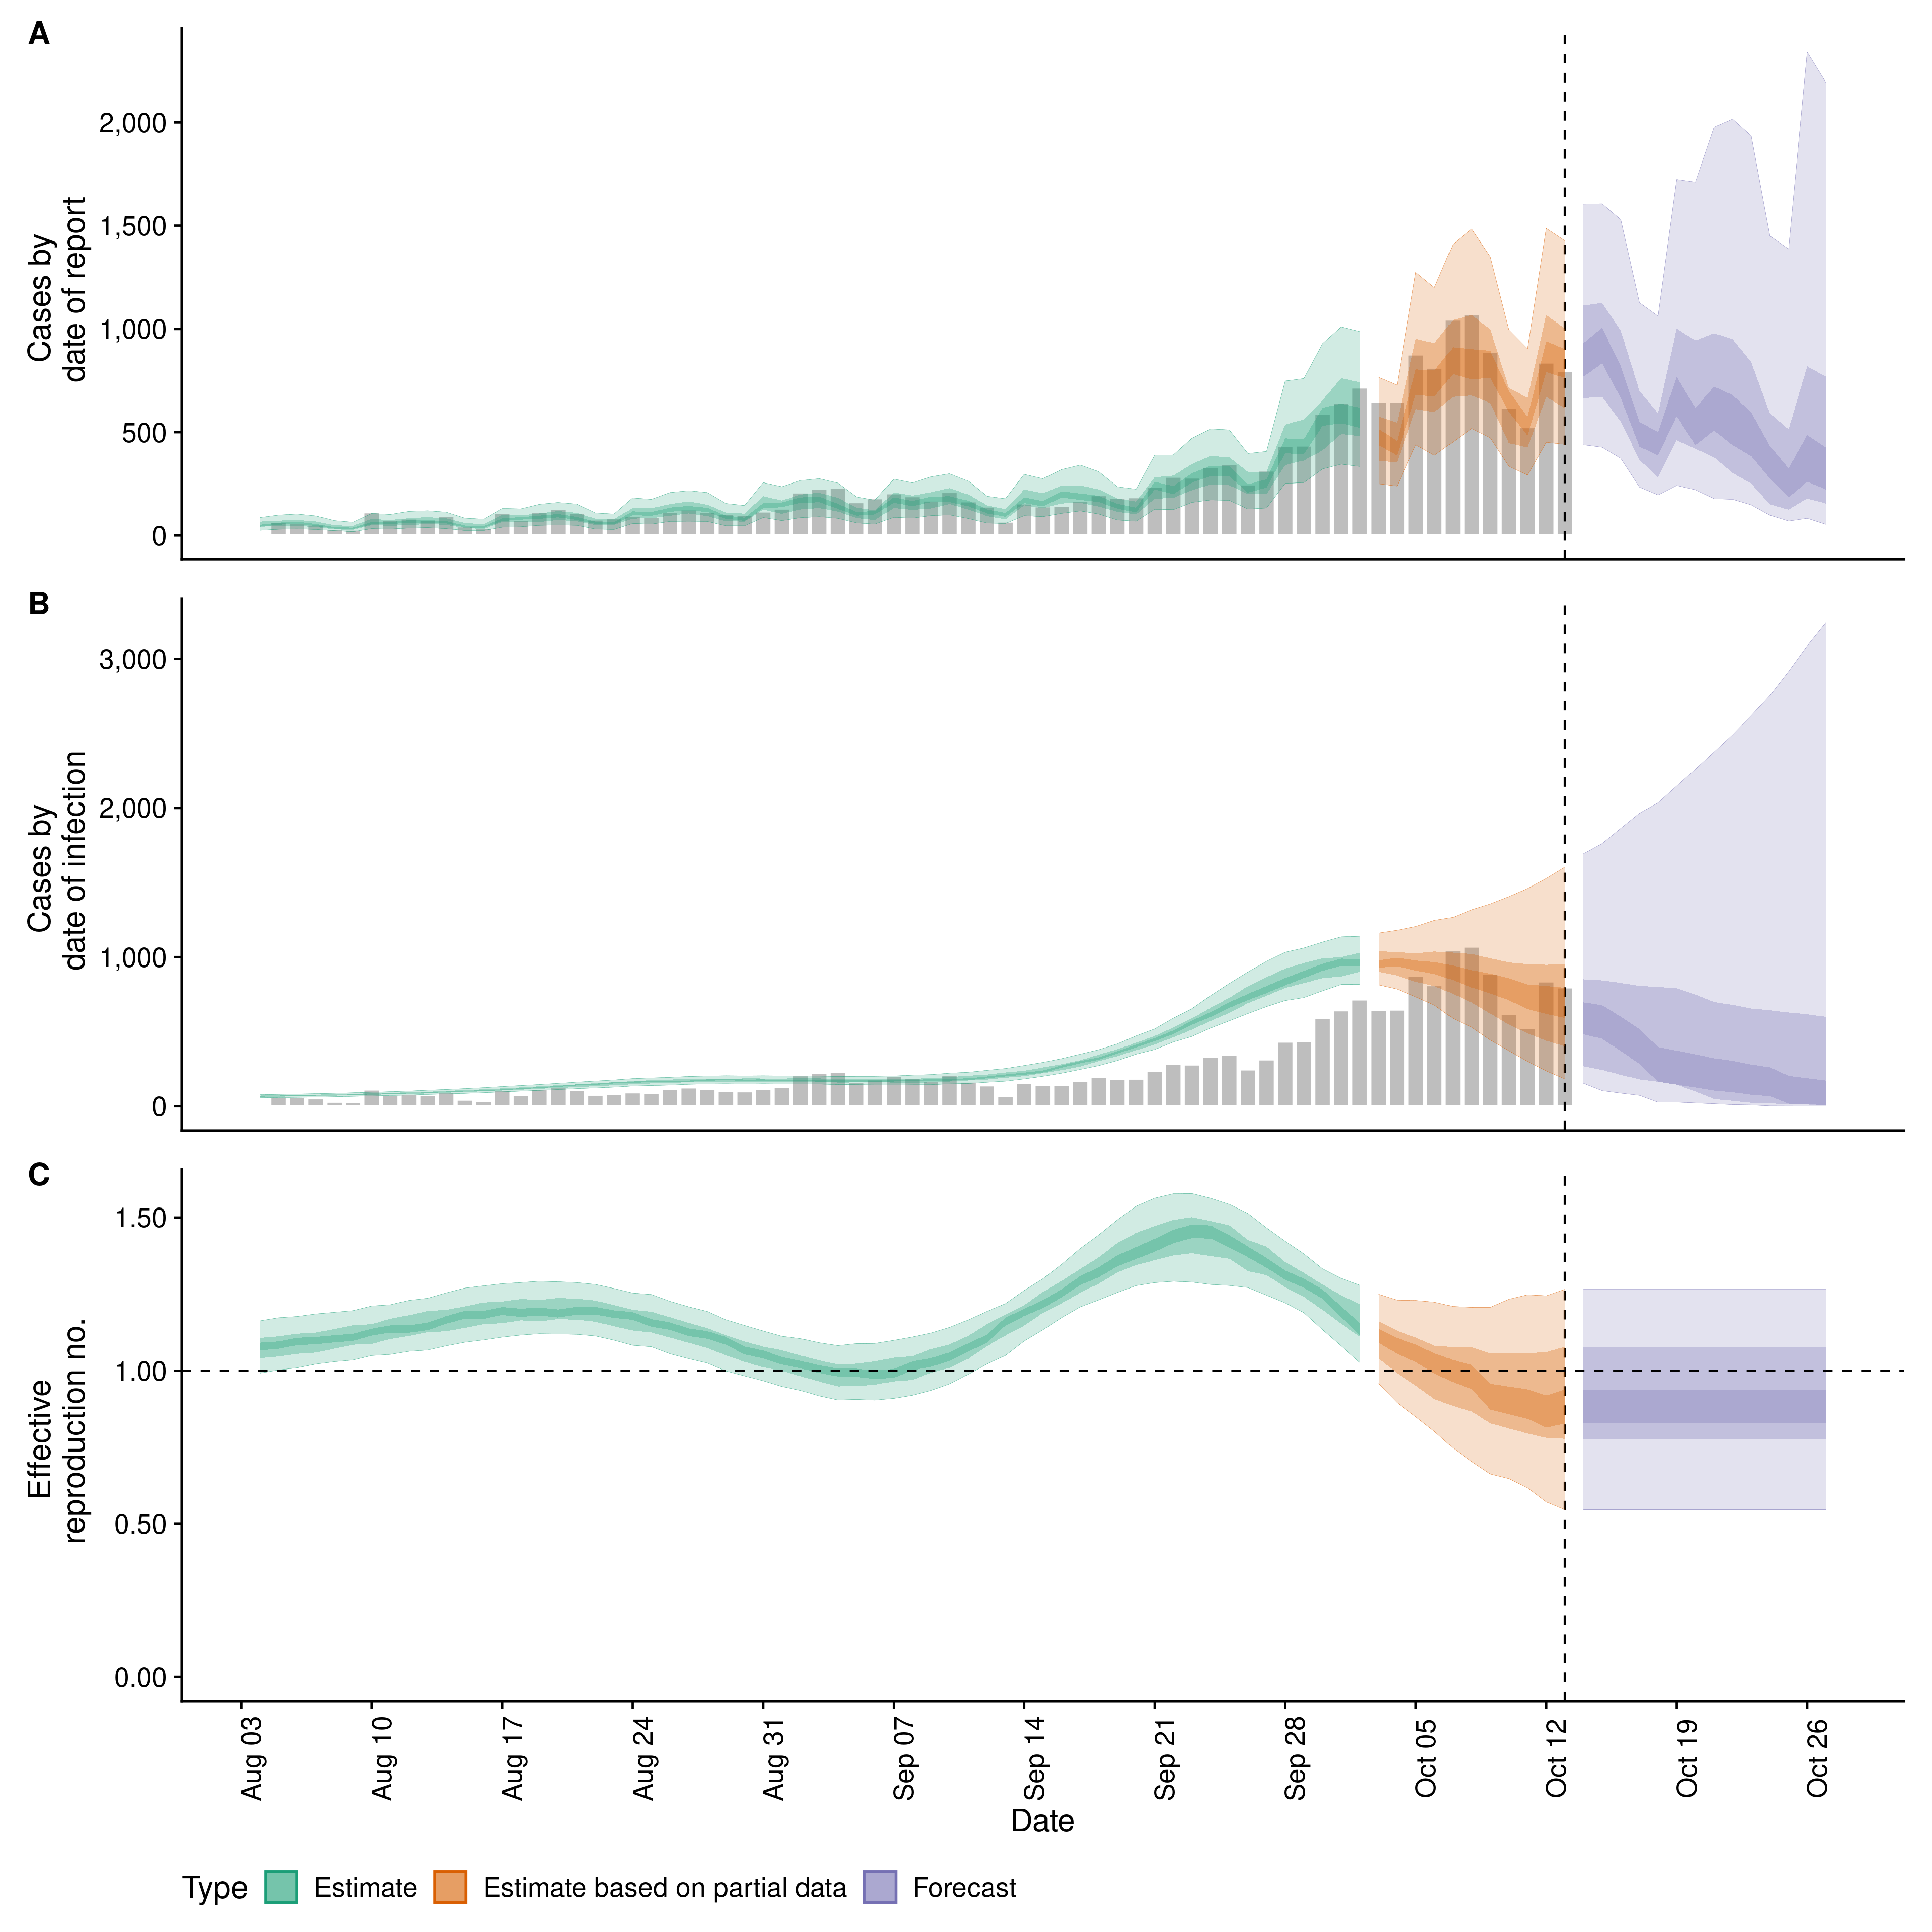 A
Cases by
date of report
2,000
1,500
1,000
500
0
B
Cases by
date of infection
3,000
2,000
1,000
0
C
Effective
reproduction no.
1.50
1.00
0.50
0.00
Aug 03
Aug 10
Aug 17
Aug 24
Aug 31
Sep 07
Sep 14
Sep 21
Sep 28
Oct 05
Oct 12
Oct 19
Oct 26
Date
Type Estimate Estimate based on partial data Forecast